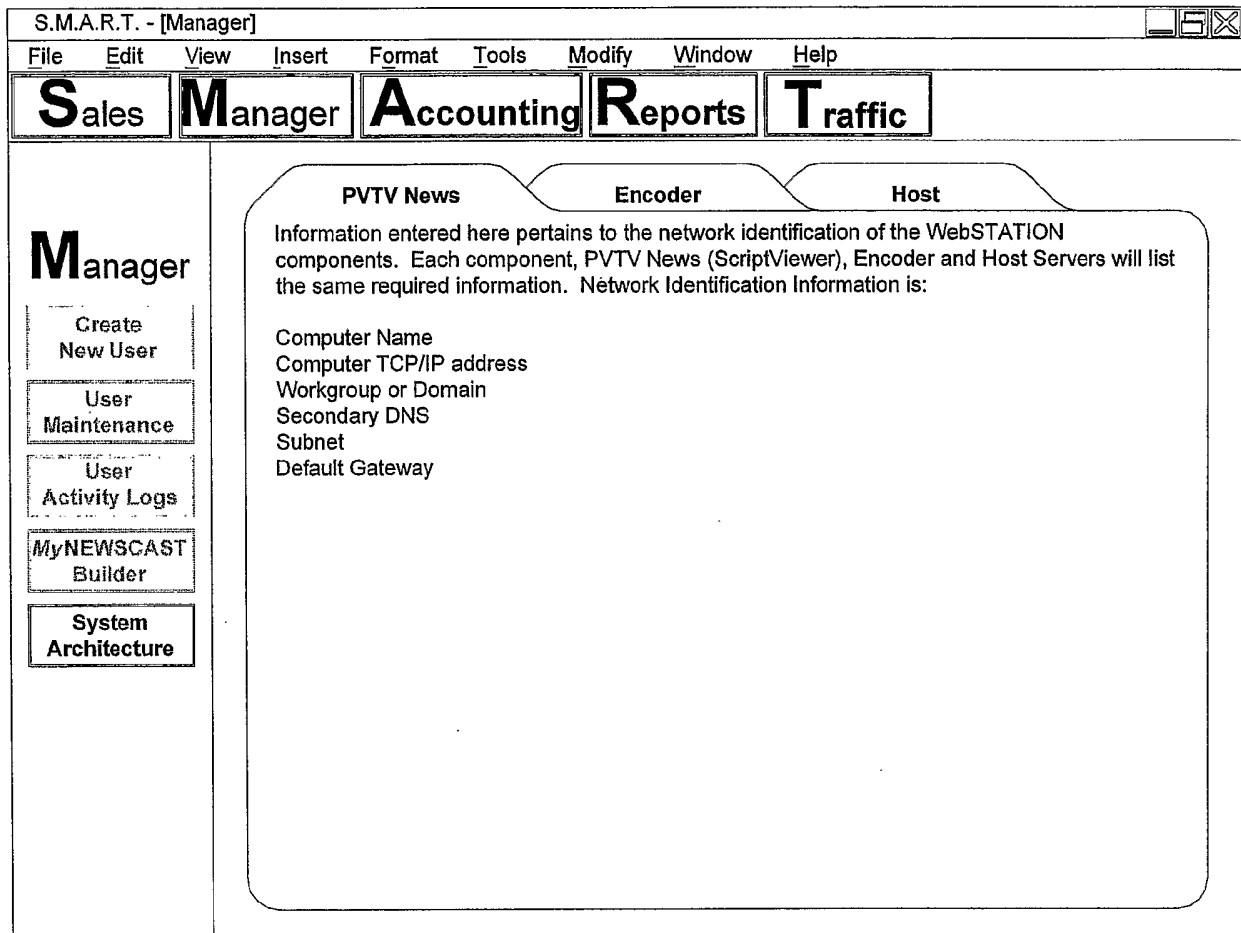 S.M.A.R.T. - [Manager]
File Edit View Insert Format Tools Modify Window Help
Sales Manager Accounting Reports Traffic
PVTV News Encoder Host
Manager
Create
New User
User
Maintenance
User
Activity Logs
MyNEWSCAST
Builder
System
Architecture
Information entered here pertains to the network identification of the WebSTATION
components. Each component, PVTV News (ScriptViewer), Encoder and Host Servers will list
the same required information. Network Identification Information is:
Computer Name
Computer TCP/IP address
Workgroup or Domain
Secondary DNS
Subnet
Default Gateway